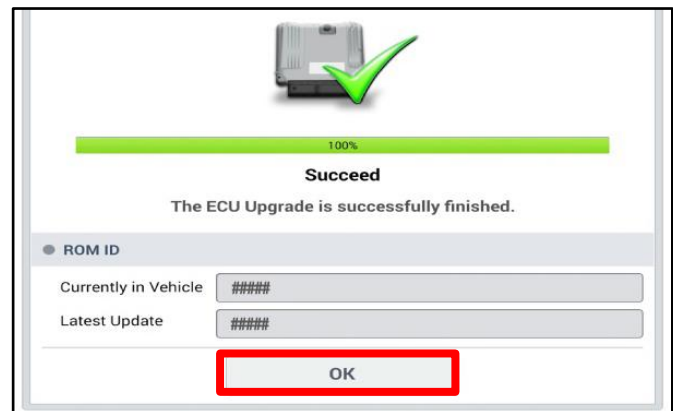 100%
Succeed
The ECU Upgrade is successfully finished.
ROM ID
Currently in Vehicle #####
Latest Update #####
OK